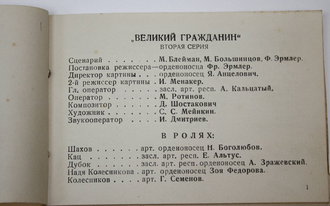 „ВЕЛИКИЙ ГРАЖДАНИН“
ВТОРАЯ СЕРИЯ
Сценарий . . . . . . М. Блейман, М. Большинцов, Ф. Эрмлер.
Постановка режиссера—орденоносца Фр. Эрмлер.
Директор картины . . . орденоносец Я. Анцелович.
2-й режиссер картины . . . И. Менакер.
Гл. оператор . . . . засл. арт. респ. А. Кальцатый,
Оператор . . . . . . М. Ротинов.
Композитор . . . . . Д. Шостакович
Художник . . . . . . С. С. Мейнкин.
Звукооператор . . . . И. Дмитриев.
В РОЛЯХ:
Шахов . . . . арт. орденоносец Н. Боголюбов.
Кац . . . . засл. арт. респ. Е. Альтус.
Дубок . . . засл. арт. респ. орденоносец А. Зражевский.
Надя Колесникова . арт. орденоносец Зоя Федорова.
Колесников . . . арт. Г. Семенов.
1